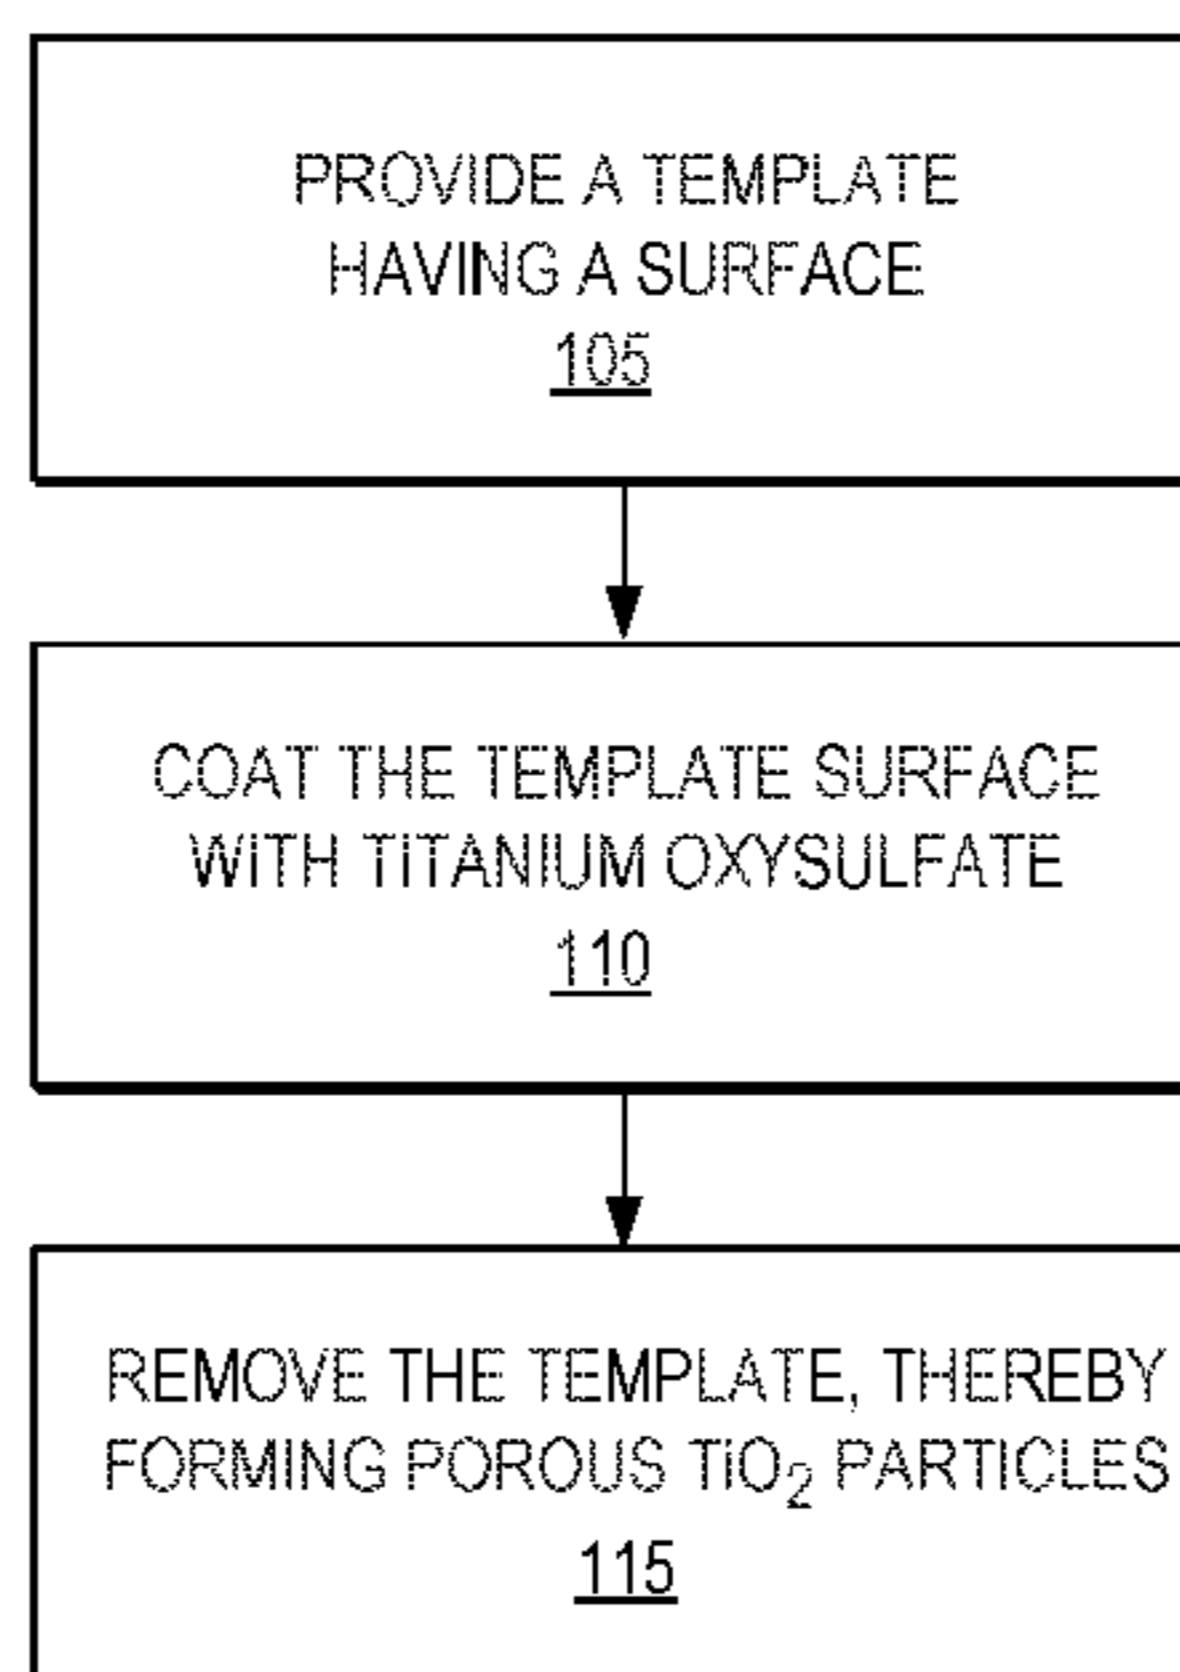 PROVIDE A TEMPLATE
HAVING A SURFACE
105
COAT THE TEMPLATE SURFACE
WITH TITANIUM OXYSULFATE
110
REMOVE THE TEMPLATE, THEREBY
FORMING POROUS TiO₂ PARTICLES
115